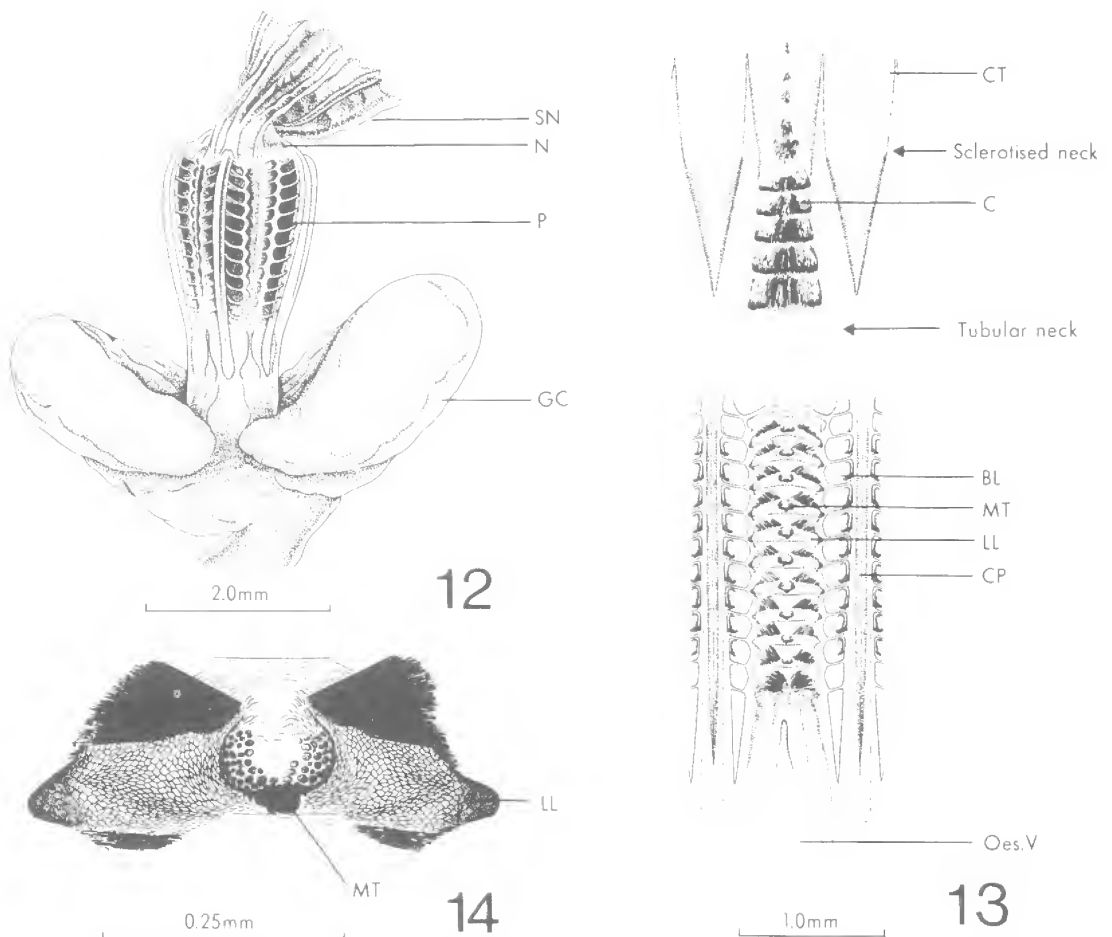 SN
N
P
GC
2.0mm
12
CT
Sclerotised neck
C
Tubular neck
BL
MT
LL
CP
Oes.V
1.0mm
13
LL
MT
0.25mm
14